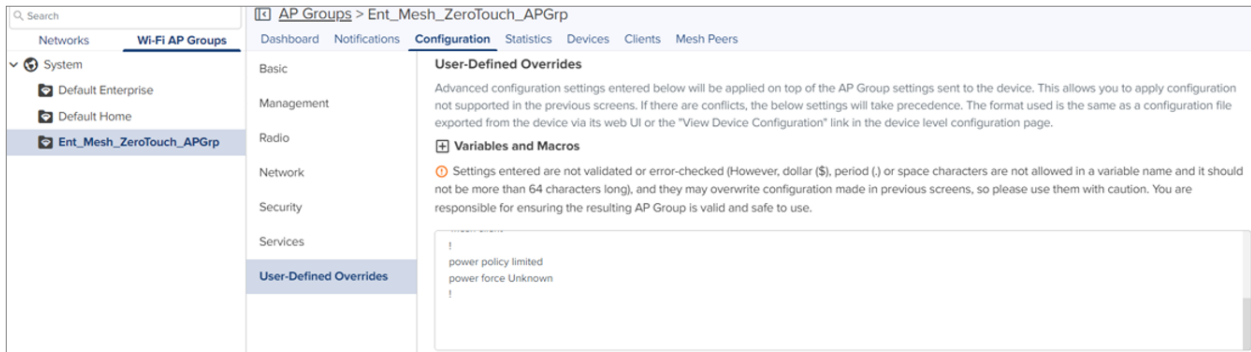 Search
AP Groups > Ent_Mesh_ZeroTouch_APGrp
Networks Wi-Fi AP Groups
Dashboard Notifications Configuration Statistics Devices Clients Mesh Peers
System
Default Enterprise
Default Home
Ent_Mesh_ZeroTouch_APGrp
Basic
Management
Radio
Network
Security
Services
User-Defined Overrides
User-Defined Overrides
Advanced configuration settings entered below will be applied on top of the AP Group settings sent to the device. This allows you to apply configuration
not supported in the previous screens. If there are conflicts, the below settings will take precedence. The format used is the same as a configuration file
exported from the device via its web UI or the "View Device Configuration" link in the device level configuration page.
Variables and Macros
Settings entered are not validated or error-checked (However, dollar ($), period (.) or space characters are not allowed in a variable name and it should
not be more than 64 characters long), and they may overwrite configuration made in previous screens, so please use them with caution. You are
responsible for ensuring the resulting AP Group is valid and safe to use.
!
power policy limited
power force Unknown
!